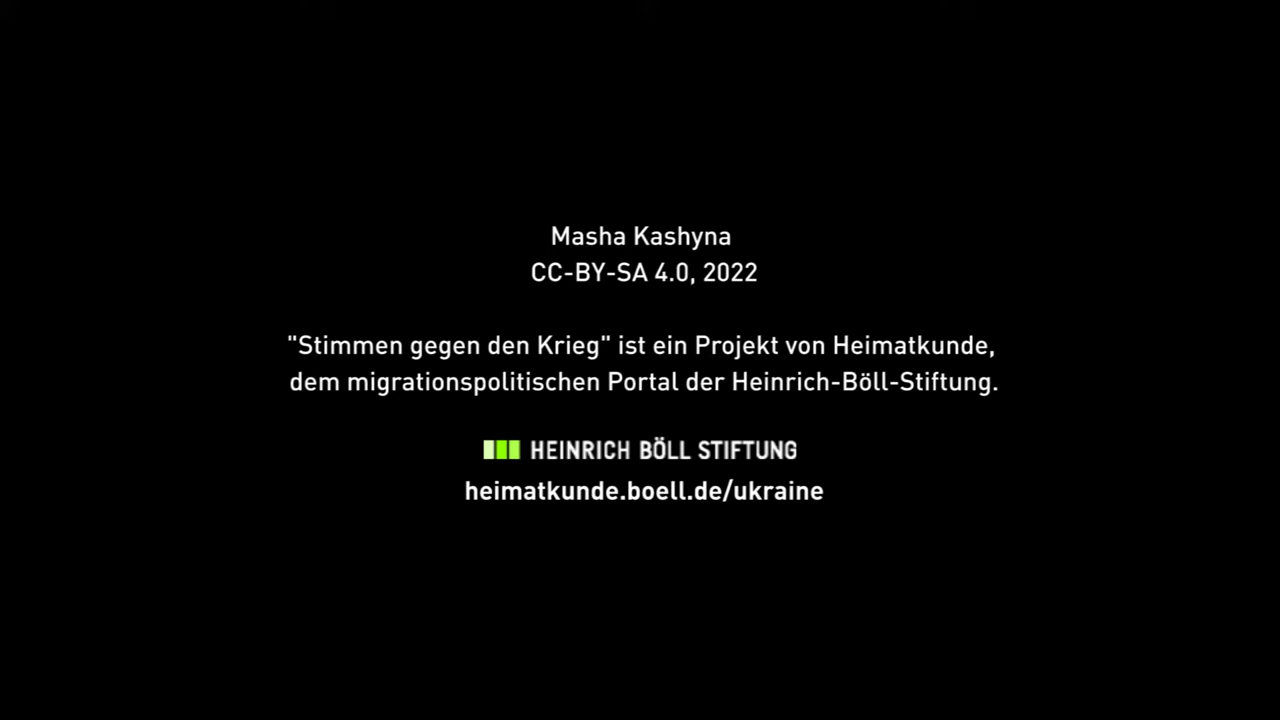 Masha Kashyna
CC-BY-SA 4.0, 2022
"Stimmen gegen den Krieg" ist ein Projekt von Heimatkunde,
dem migrationspolitischen Portal der Heinrich-Böll-Stiftung.
HEINRICH BÖLL STIFTUNG
heimatkunde.boell.de/ukraine